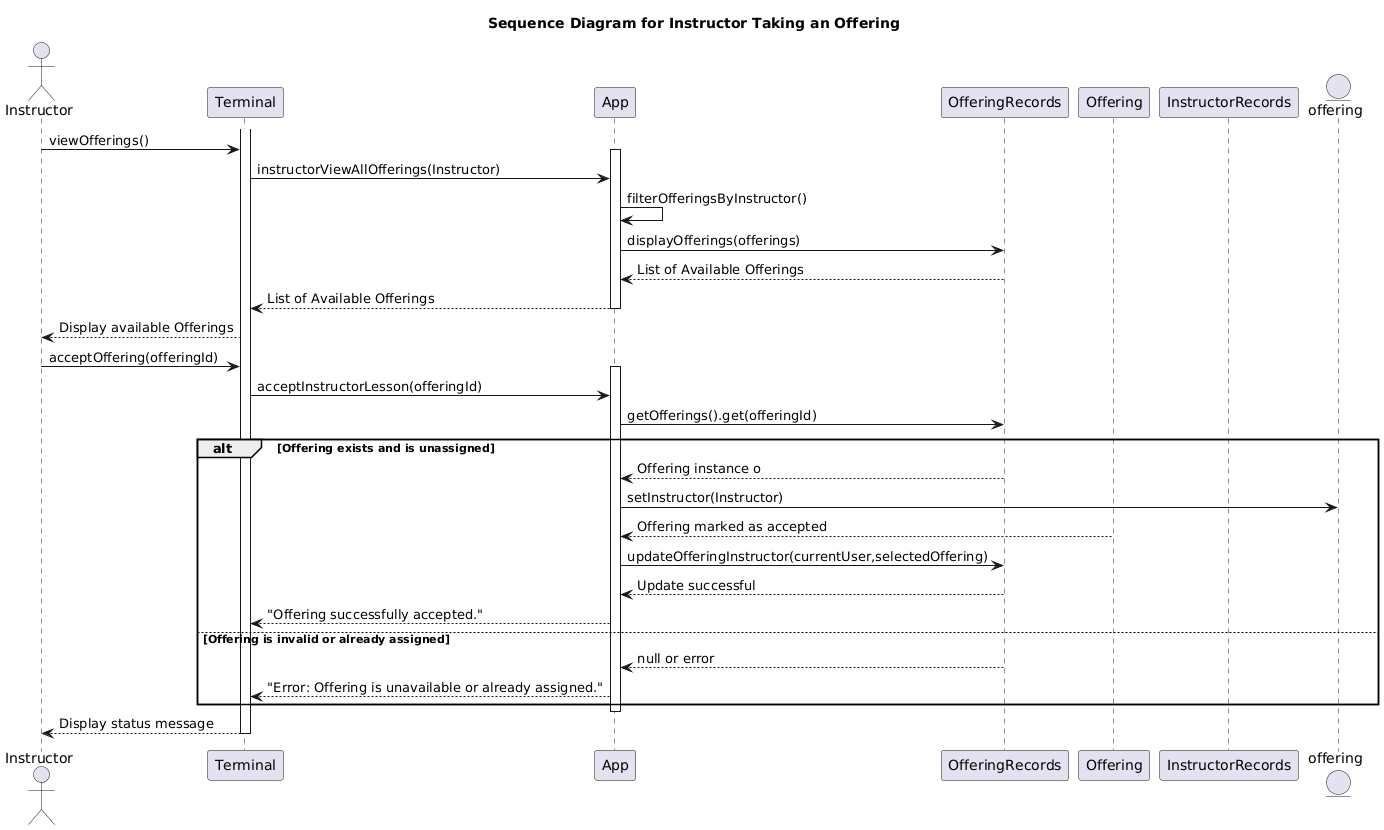 Sequence Diagram for Instructor Taking an Offering
Instructor
Terminal
App
OfferingRecords
Offering
InstructorRecords
offering
viewOfferings()
instructorViewAllOfferings(Instructor)
filterOfferingsByInstructor()
displayOfferings(offerings)
List of Available Offerings
List of Available Offerings
Display available Offerings
acceptOffering(offeringId)
acceptInstructorLesson(offeringId)
getOfferings().get(offeringId)
alt
[Offering exists and is unassigned]
Offering instance o
setInstructor(Instructor)
Offering marked as accepted
updateOfferingInstructor(currentUser,selectedOffering)
Update successful
"Offering successfully accepted."
[Offering is invalid or already assigned]
null or error
"Error: Offering is unavailable or already assigned."
Display status message
Instructor
Terminal
App
OfferingRecords
Offering
InstructorRecords
offering